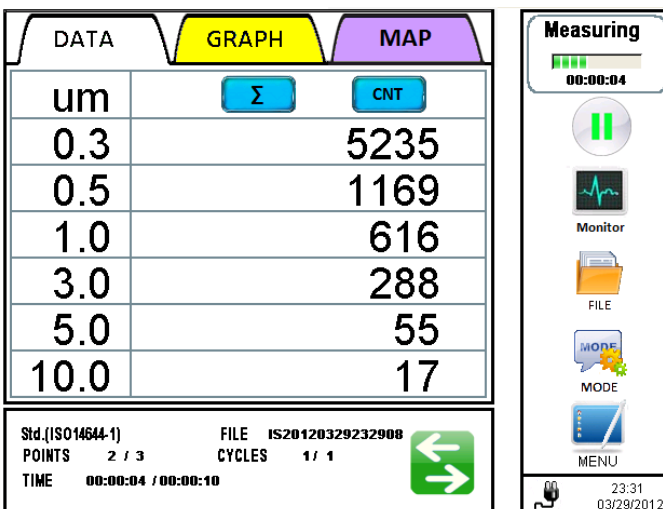 DATA GRAPH MAP
um Σ CNT
0.3 5235
0.5 1169
1.0 616
3.0 288
5.0 55
10.0 17
Std.(ISO14644-1) FILE IS20120329232908
POINTS 2 / 3 CYCLES 1/ 1
TIME 00:00:04 / 00:00:10
Measuring
00:00:04
Monitor
FILE
MODE
MODE
MENU
23:31
03/29/2012